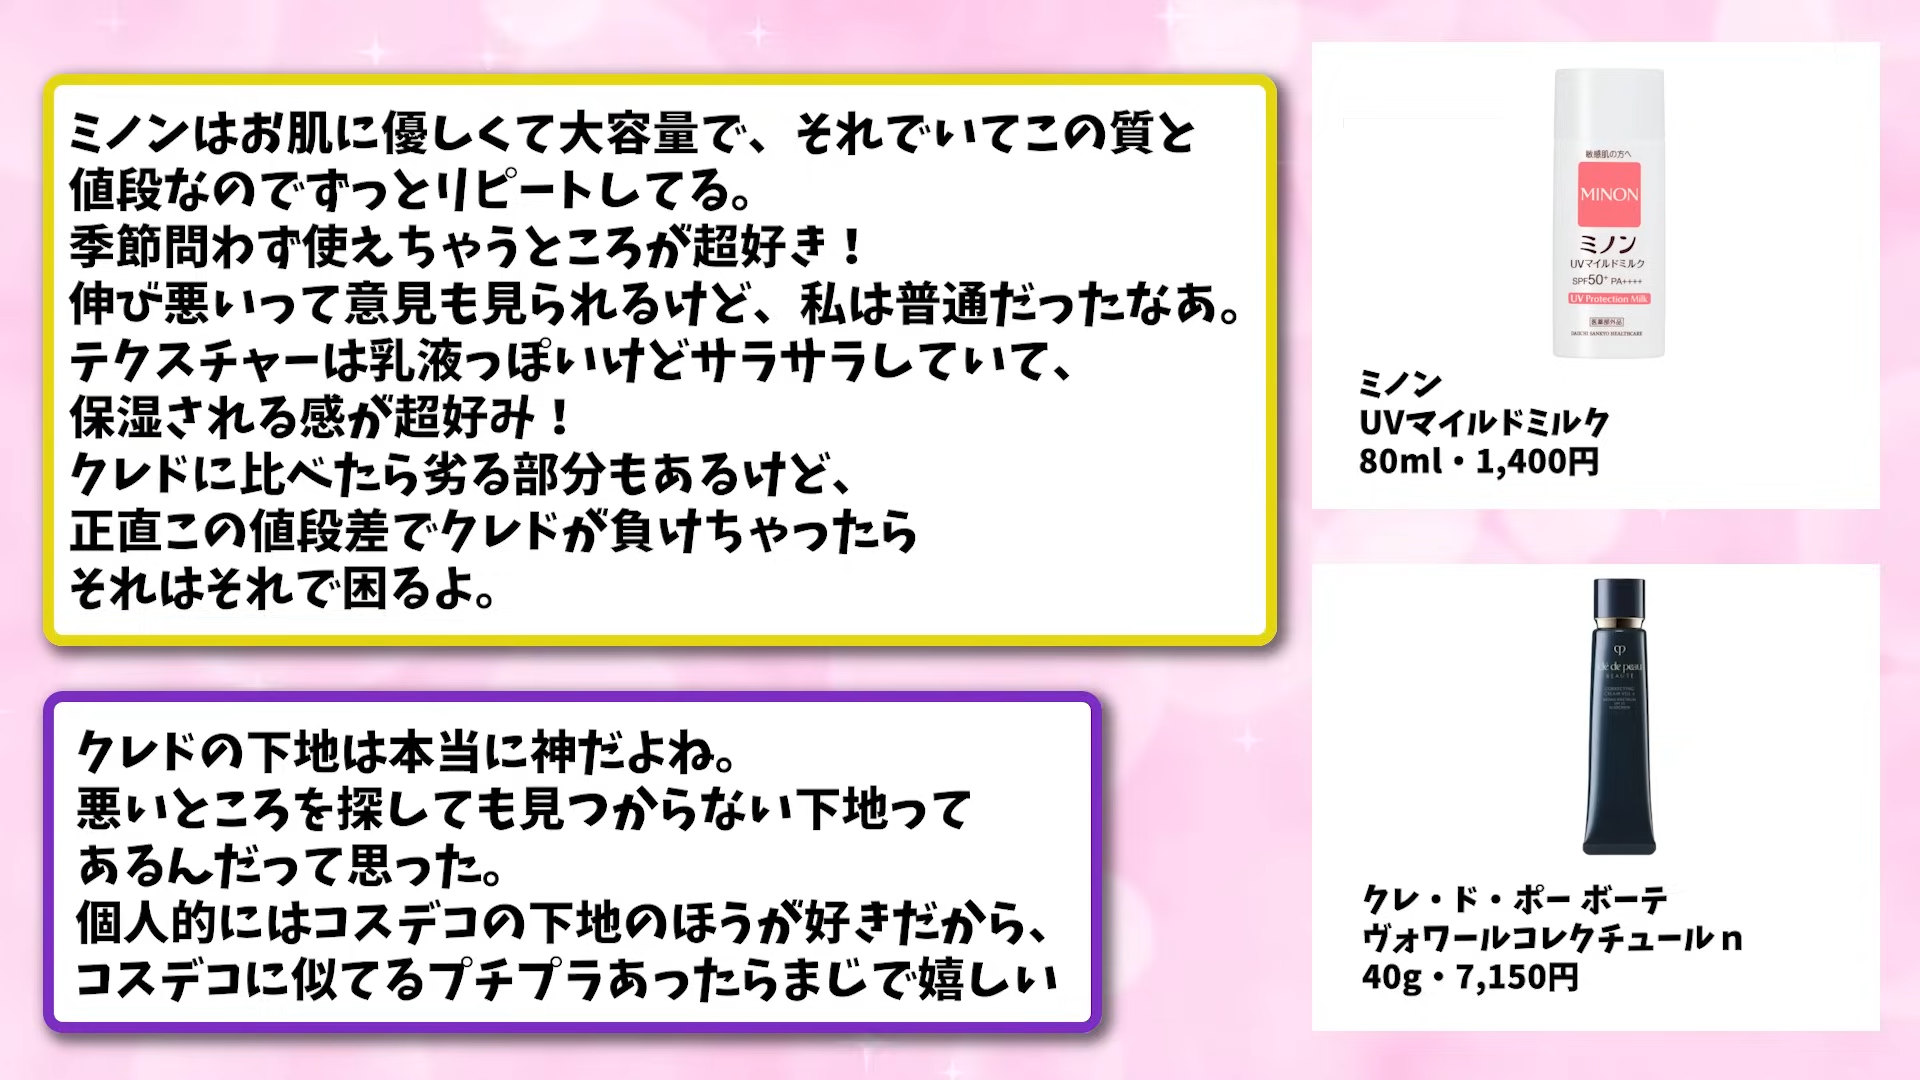 ミノンはお肌に優しくて大容量で、それでいてこの質と
値段なのでずっとリピートしてる。
季節問わず使えちゃうところが超好き！
伸び悪いって意見も見られるけど、私は普通だったなあ。
テクスチャーは乳液っぽいけどサラサラしていて、
保湿される感が超好み！
クレドに比べたら劣る部分もあるけど、
正直この値段差でクレドが負けちゃったら
それはそれで困るよ。
クレドの下地は本当に神だよね。
悪いところを探しても見つからない下地って
あるんだって思った。
個人的にはコスデコの下地のほうが好きだから、
コスデコに似てるプチプラあったらまじで嬉しい
敏感肌の方へ
MINON
ミノン
UVマイルドミルク
SPF50+ PA++++
UV Protection Milk
医薬部外品
DAIICHI SANKYO HEALTHCARE
ミノン
UVマイルドミルク
80ml・1,400円
clé de peau
BEAUTÉ
クレ・ド・ポー ボーテ
ヴォワールコレクチュールｎ
40g・7,150円